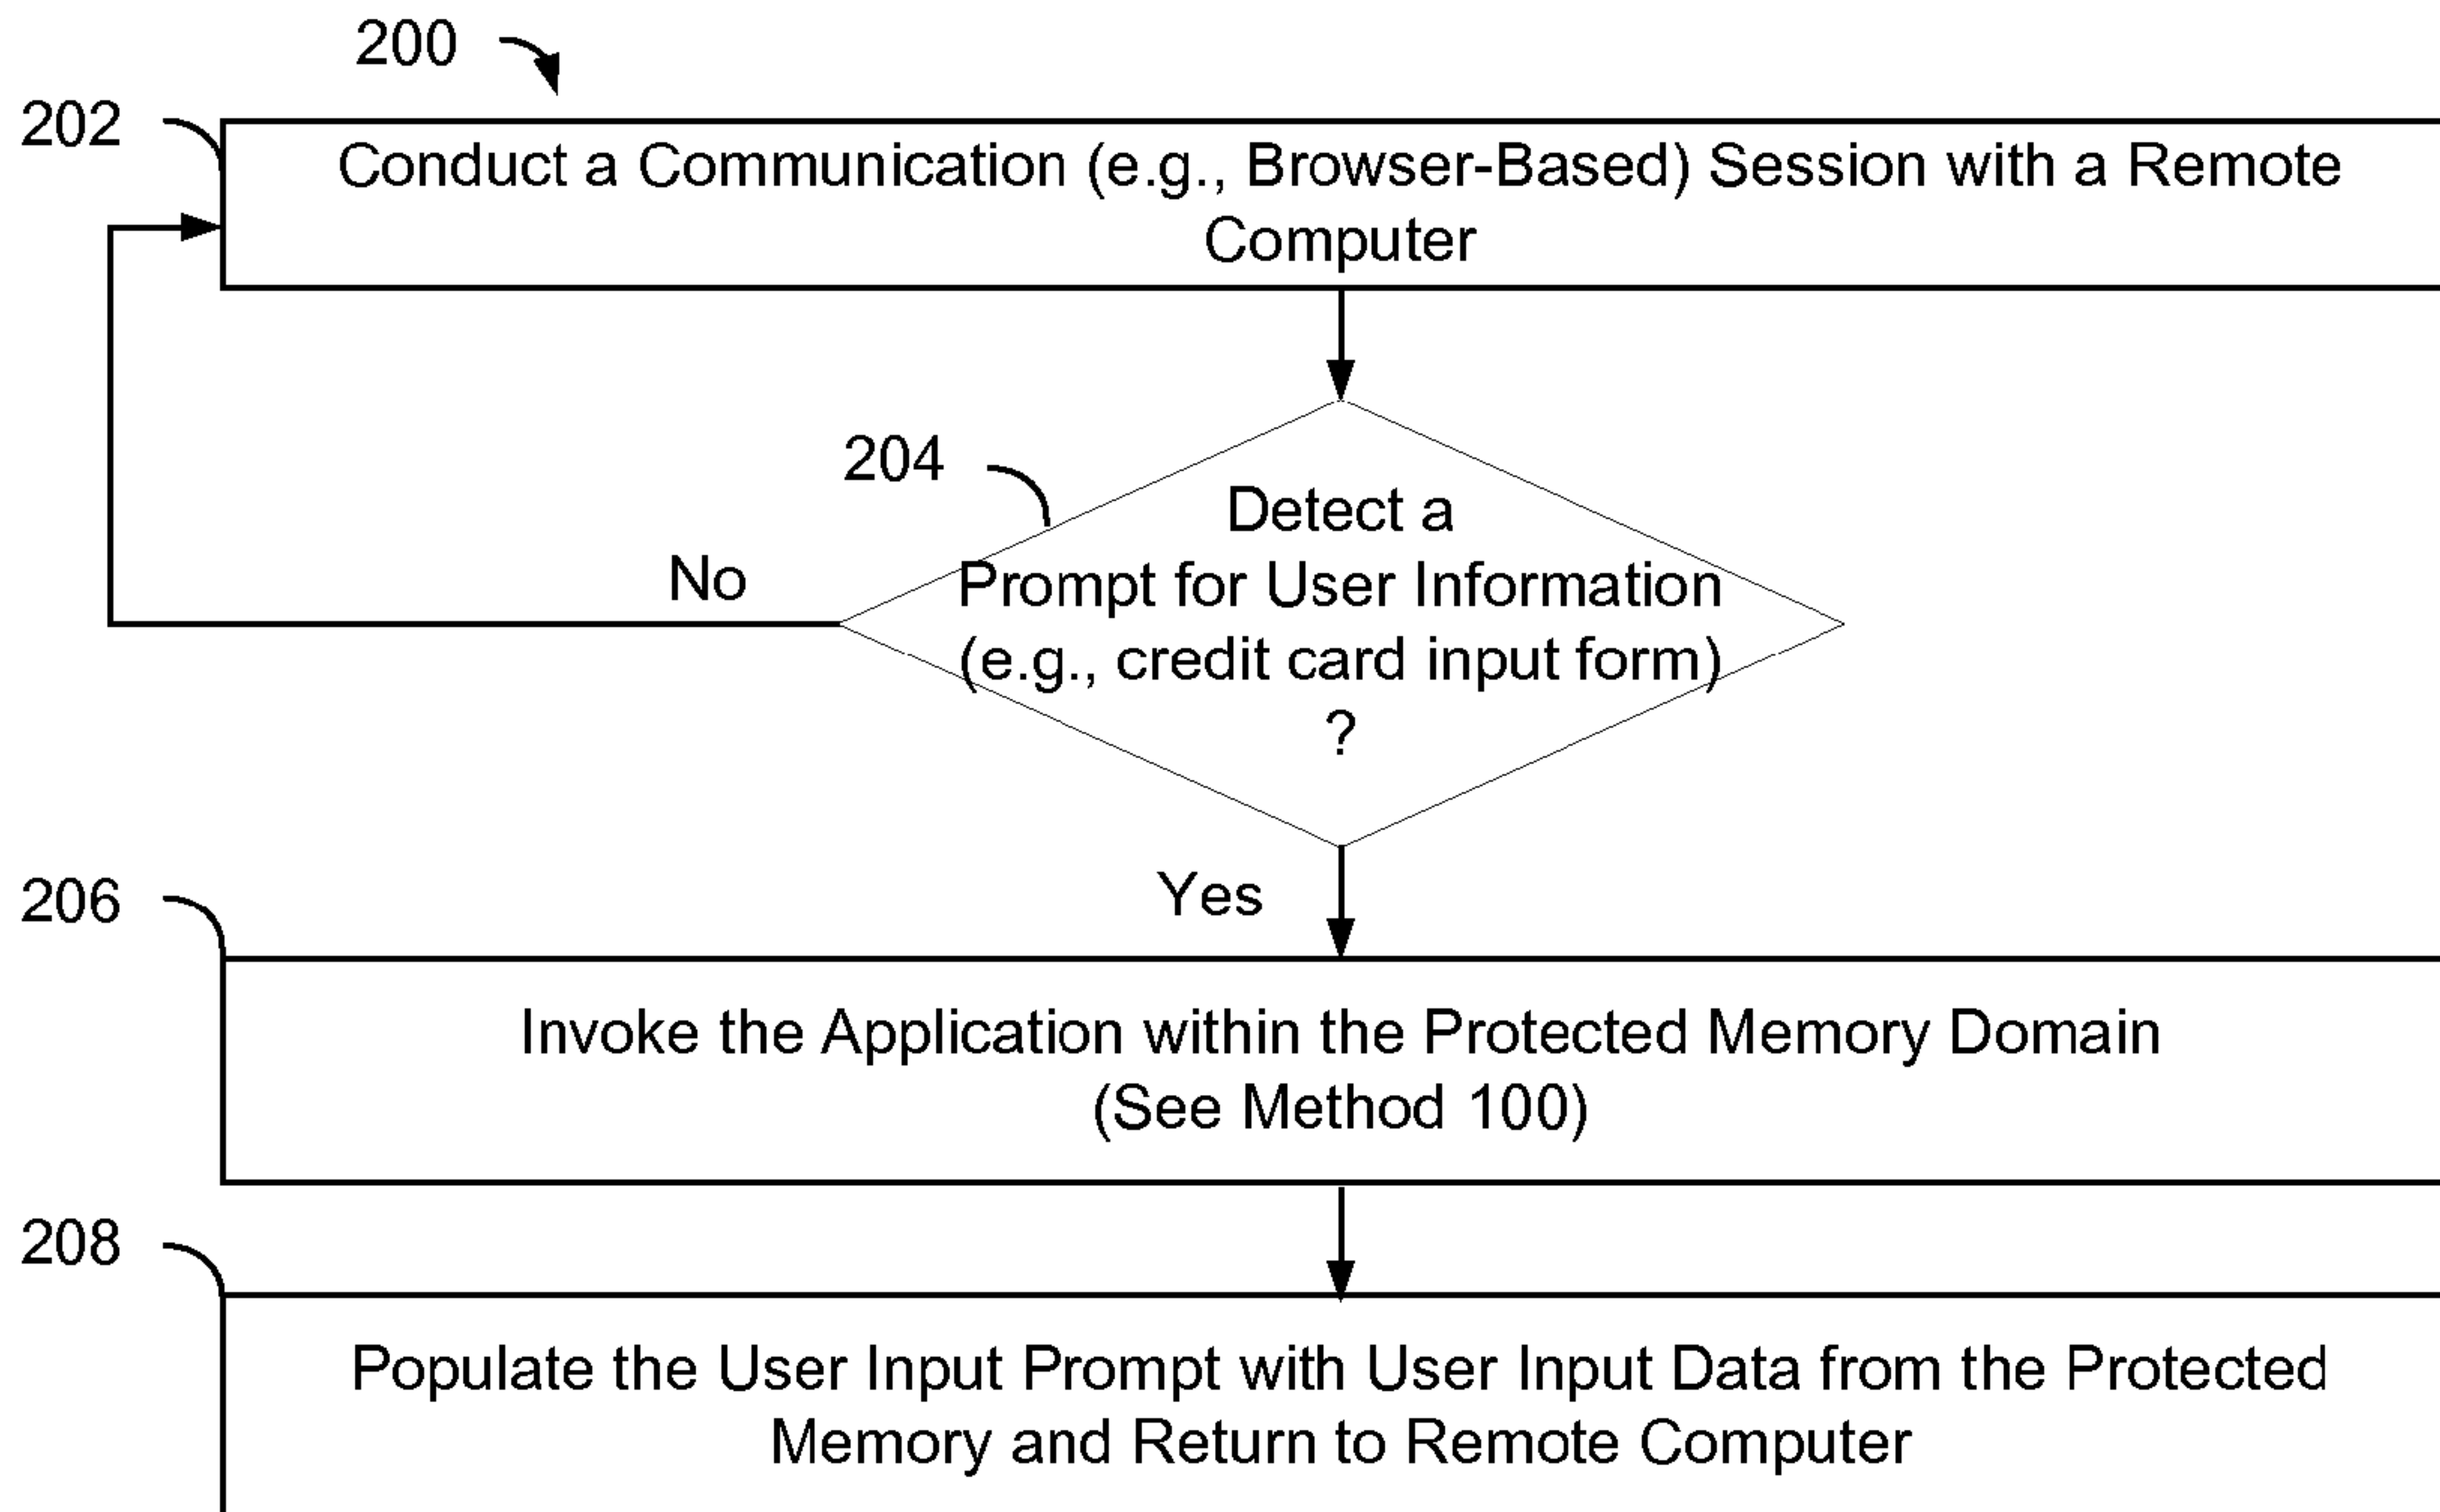 200
202
Conduct a Communication (e.g., Browser-Based) Session with a Remote
Computer
204
Detect a
Prompt for User Information
(e.g., credit card input form)
?
No
Yes
206
Invoke the Application within the Protected Memory Domain
(See Method 100)
208
Populate the User Input Prompt with User Input Data from the Protected
Memory and Return to Remote Computer